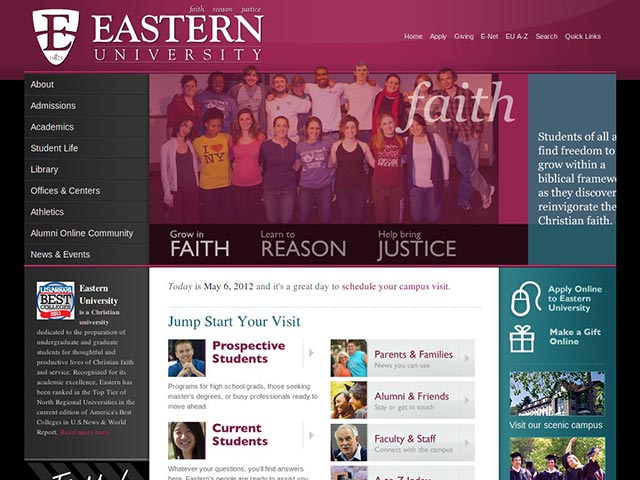 faith reason justice
E
EASTERN
UNIVERSITY
Home Apply Giving E-Net EU A-Z Search Quick Links
About
Admissions
Academics
Student Life
Library
Offices & Centers
Athletics
Alumni Online Community
News & Events
faith
I NY
Students of all a
find freedom to
grow within a
biblical framew
as they discover
reinvigorate the
Christian faith.
Grow in
FAITH
Learn to
REASON
Help bring
JUSTICE
U.S.News
BEST
COLLEGES
2011
Eastern
University
is a Christian
university
dedicated to the preparation of
undergraduate and graduate
students for thoughtful and
productive lives of Christian faith
and service. Recognized for its
academic excellence, Eastern has
been ranked in the Top Tier of
North Regional Universities in the
current edition of America's Best
Colleges in U.S.News & World
Report. Read more here.
Today is May 6, 2012 and it's a great day to schedule your campus visit.
Jump Start Your Visit
Prospective
Students
Programs for high school grads, those seeking
master's degrees, or busy professionals ready to
move ahead.
Current
Students
Whatever your questions, you'll find answers
here. Eastern's people are ready to assist you
Parents & Families
News you can use
Alumni & Friends
Stay or get in touch
Faculty & Staff
Connect with the campus
A to Z Index
Apply Online
to Eastern
University
Make a Gift
Online
Visit our scenic campus